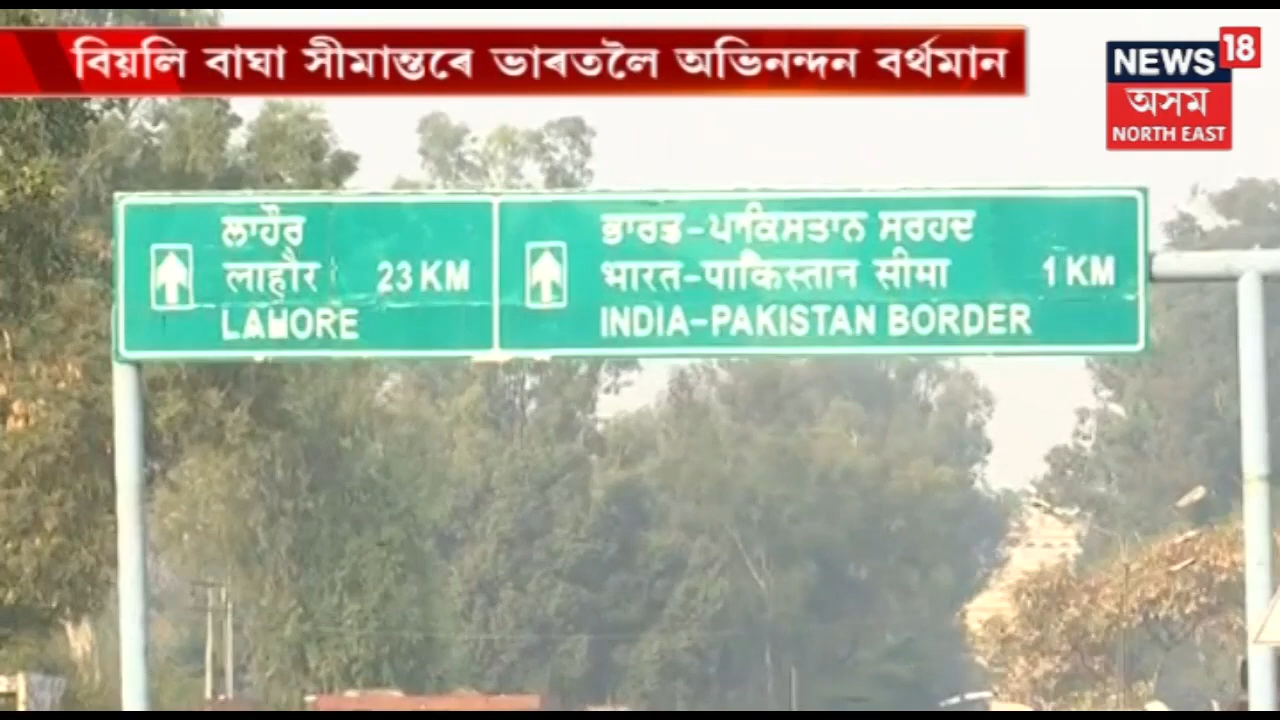 বিয়লি বাঘা সীমান্তৰে ভাৰতলৈ অভিনন্দন বৰ্থমান
NEWS 18
অসম
NORTH EAST
ਲਾਹੌਰ
लाहौर 23 KM
LAHORE
ਭਾਰਤ-ਪਾਕਿਸਤਾਨ ਸਰਹਦ
भारत-पाकिस्तान सीमा 1 KM
INDIA-PAKISTAN BORDER